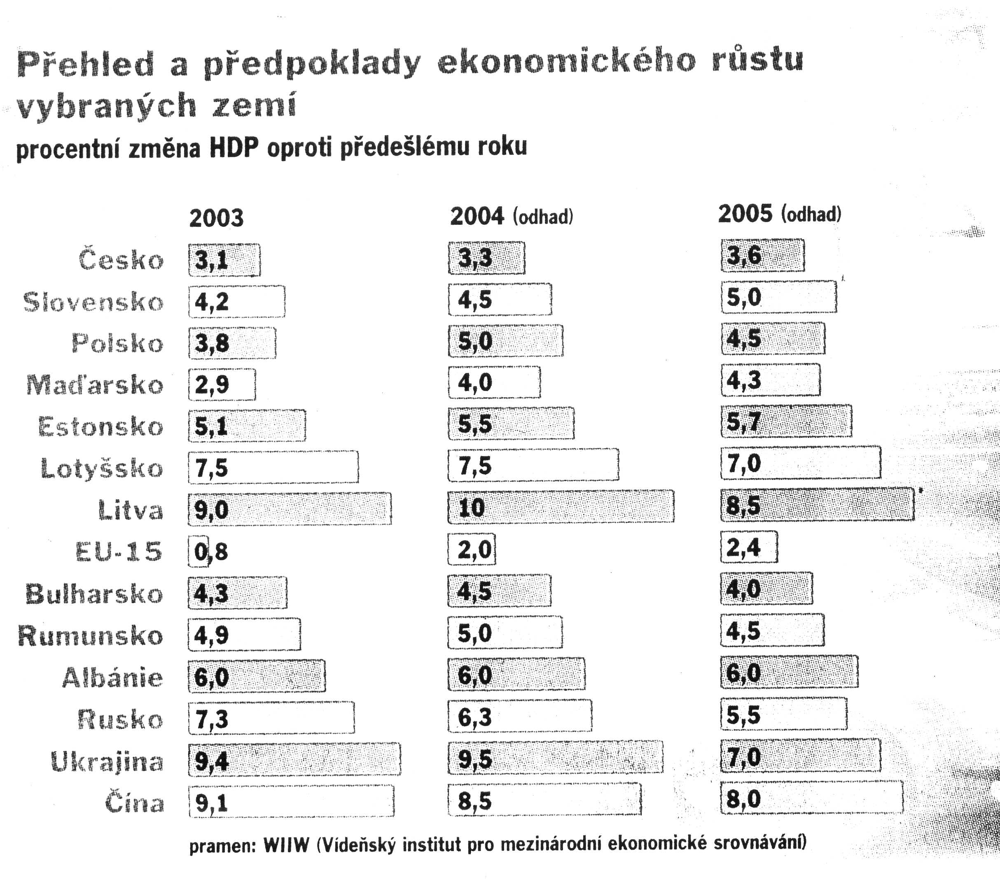 Přehled a předpoklady ekonomického růstu
vybraných zemí
procentní změna HDP oproti předešlému roku
2003 2004 (odhad) 2005 (odhad)
Česko 3,1 3,3 3,6
Slovensko 4,2 4,5 5,0
Polsko 3,8 5,0 4,5
Maďarsko 2,9 4,0 4,3
Estonsko 5,1 5,5 5,7
Lotyšsko 7,5 7,5 7,0
Litva 9,0 10 8,5
EU-15 0,8 2,0 2,4
Bulharsko 4,3 4,5 4,0
Rumunsko 4,9 5,0 4,5
Albánie 6,0 6,0 6,0
Rusko 7,3 6,3 5,5
Ukrajina 9,4 9,5 7,0
Čína 9,1 8,5 8,0
pramen: WIIW (Vídeňský institut pro mezinárodní ekonomické srovnávání)